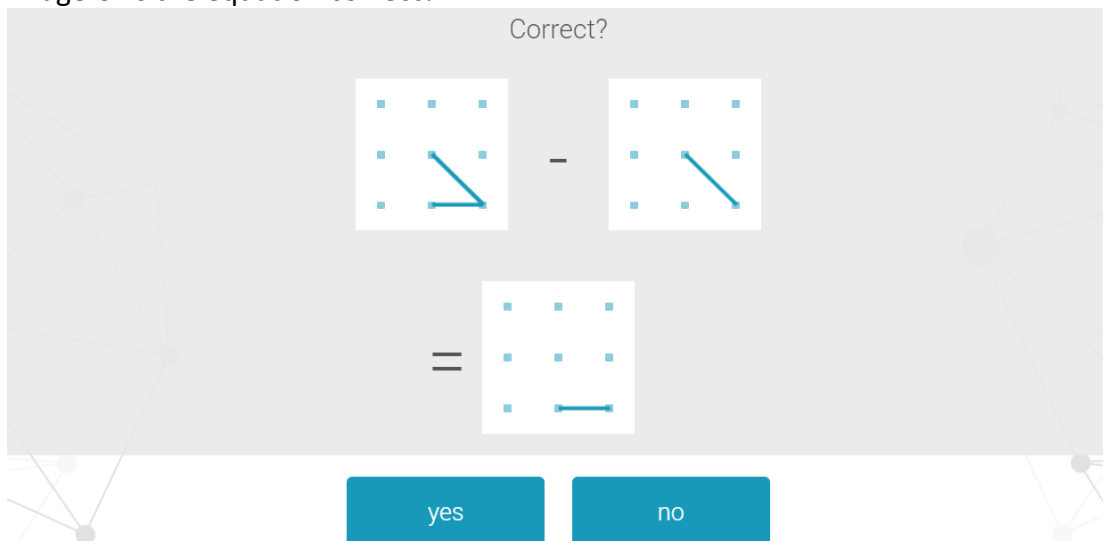 Correct?
-
=
yes
no